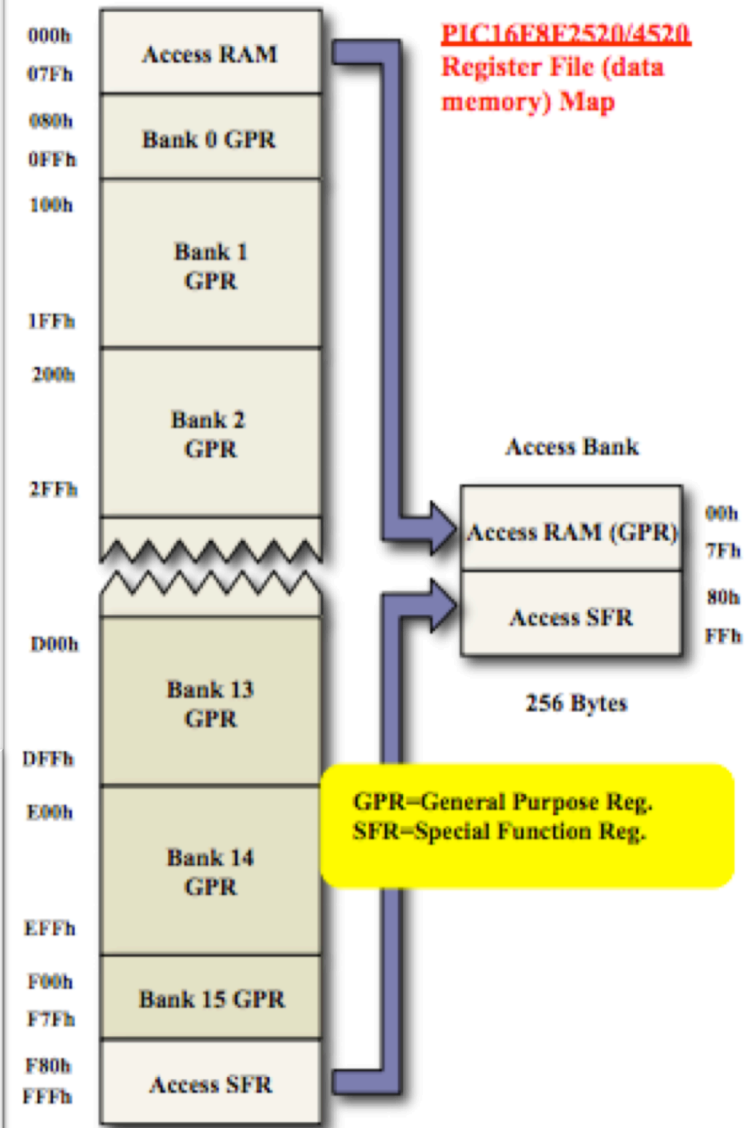 PIC16F8F2520/4520
Register File (data
memory) Map
000h
07Fh
Access RAM
080h
0FFh
Bank 0 GPR
100h
Bank 1
GPR
1FFh
200h
Bank 2
GPR
2FFh
Access Bank
Access RAM (GPR)
00h
7Fh
Access SFR
80h
FFh
256 Bytes
D00h
Bank 13
GPR
DFFh
GPR=General Purpose Reg.
SFR=Special Function Reg.
E00h
Bank 14
GPR
EFFh
F00h
F7Fh
Bank 15 GPR
F80h
FFFh
Access SFR